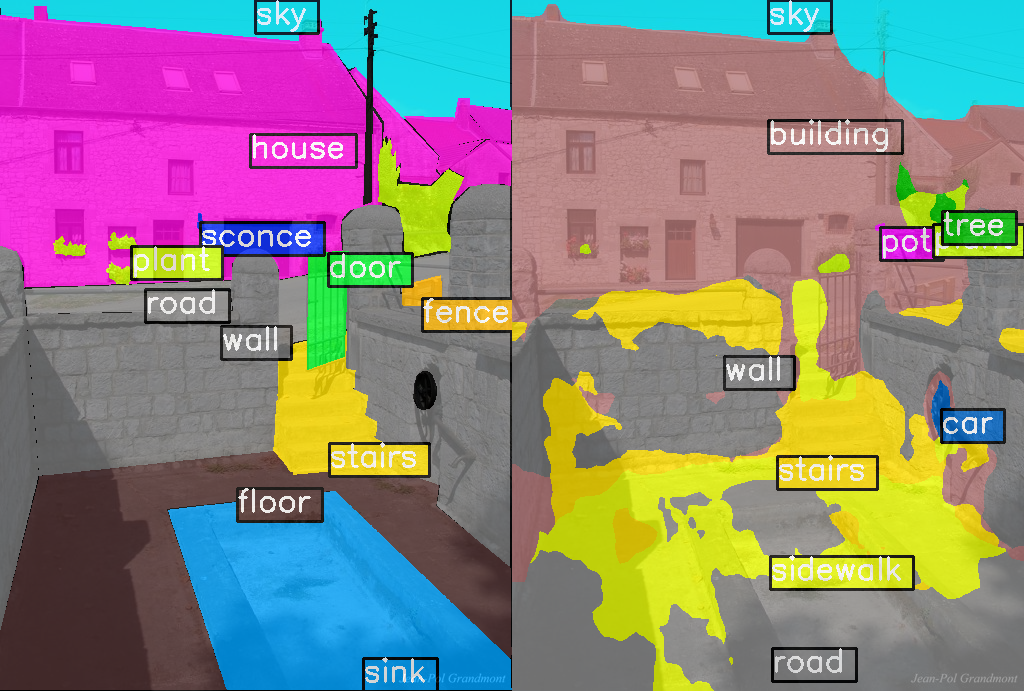 sky
house
sconce
plant
door
road
fence
wall
stairs
floor
sink
Pol Grandmont
sky
building
tree
pot
wall
car
stairs
sidewalk
road
Jean-Pol Grandmont